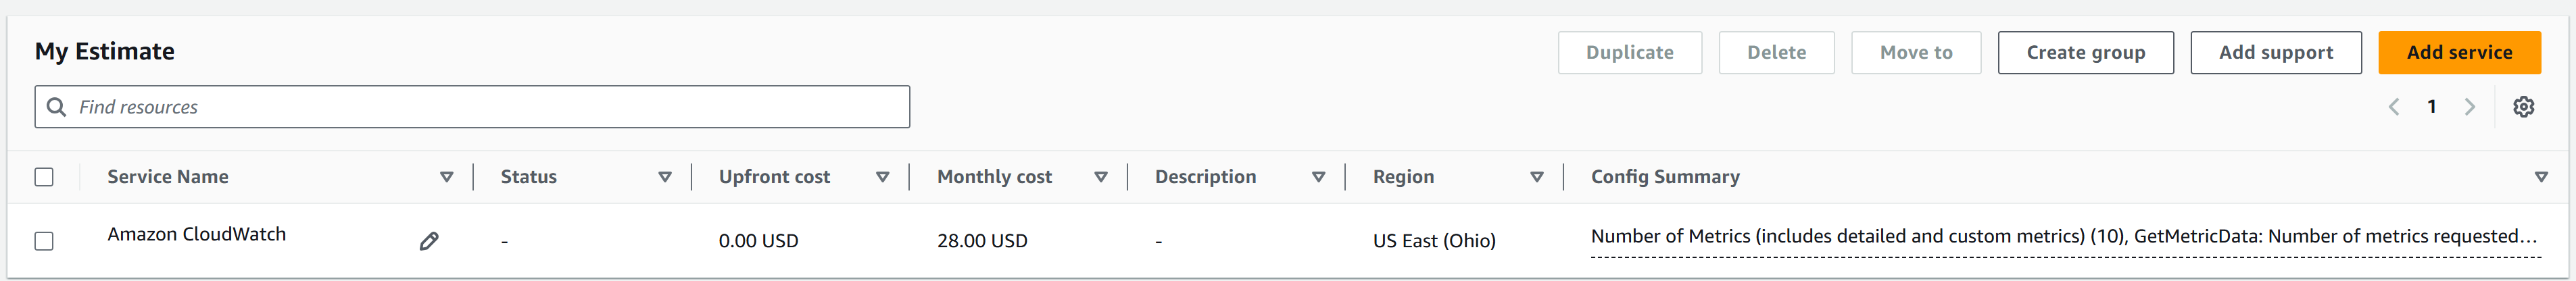 My Estimate
Duplicate
Delete
Move to
Create group
Add support
Add service
Find resources
1
Service Name
Status
Upfront cost
Monthly cost
Description
Region
Config Summary
Amazon CloudWatch
-
0.00 USD
28.00 USD
-
US East (Ohio)
Number of Metrics (includes detailed and custom metrics) (10), GetMetricData: Number of metrics requested…